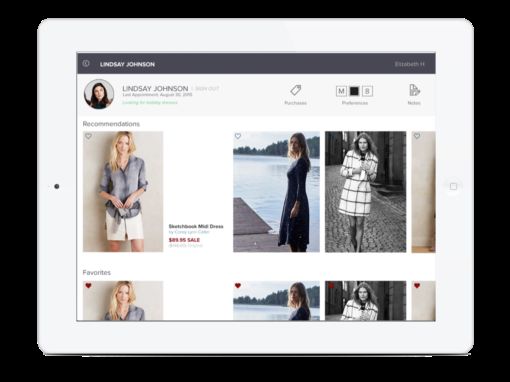 LINDSAY JOHNSON
Elizabeth H
LINDSAY JOHNSON | SIGN OUT
Last Appointment, August 20, 2015
Looking for holiday dresses
M B
Purchases
Preferences
Notes
Recommendations
Sketchbook Midi Dress
by Corey Lynn Calter
$89.95 SALE
Favorites